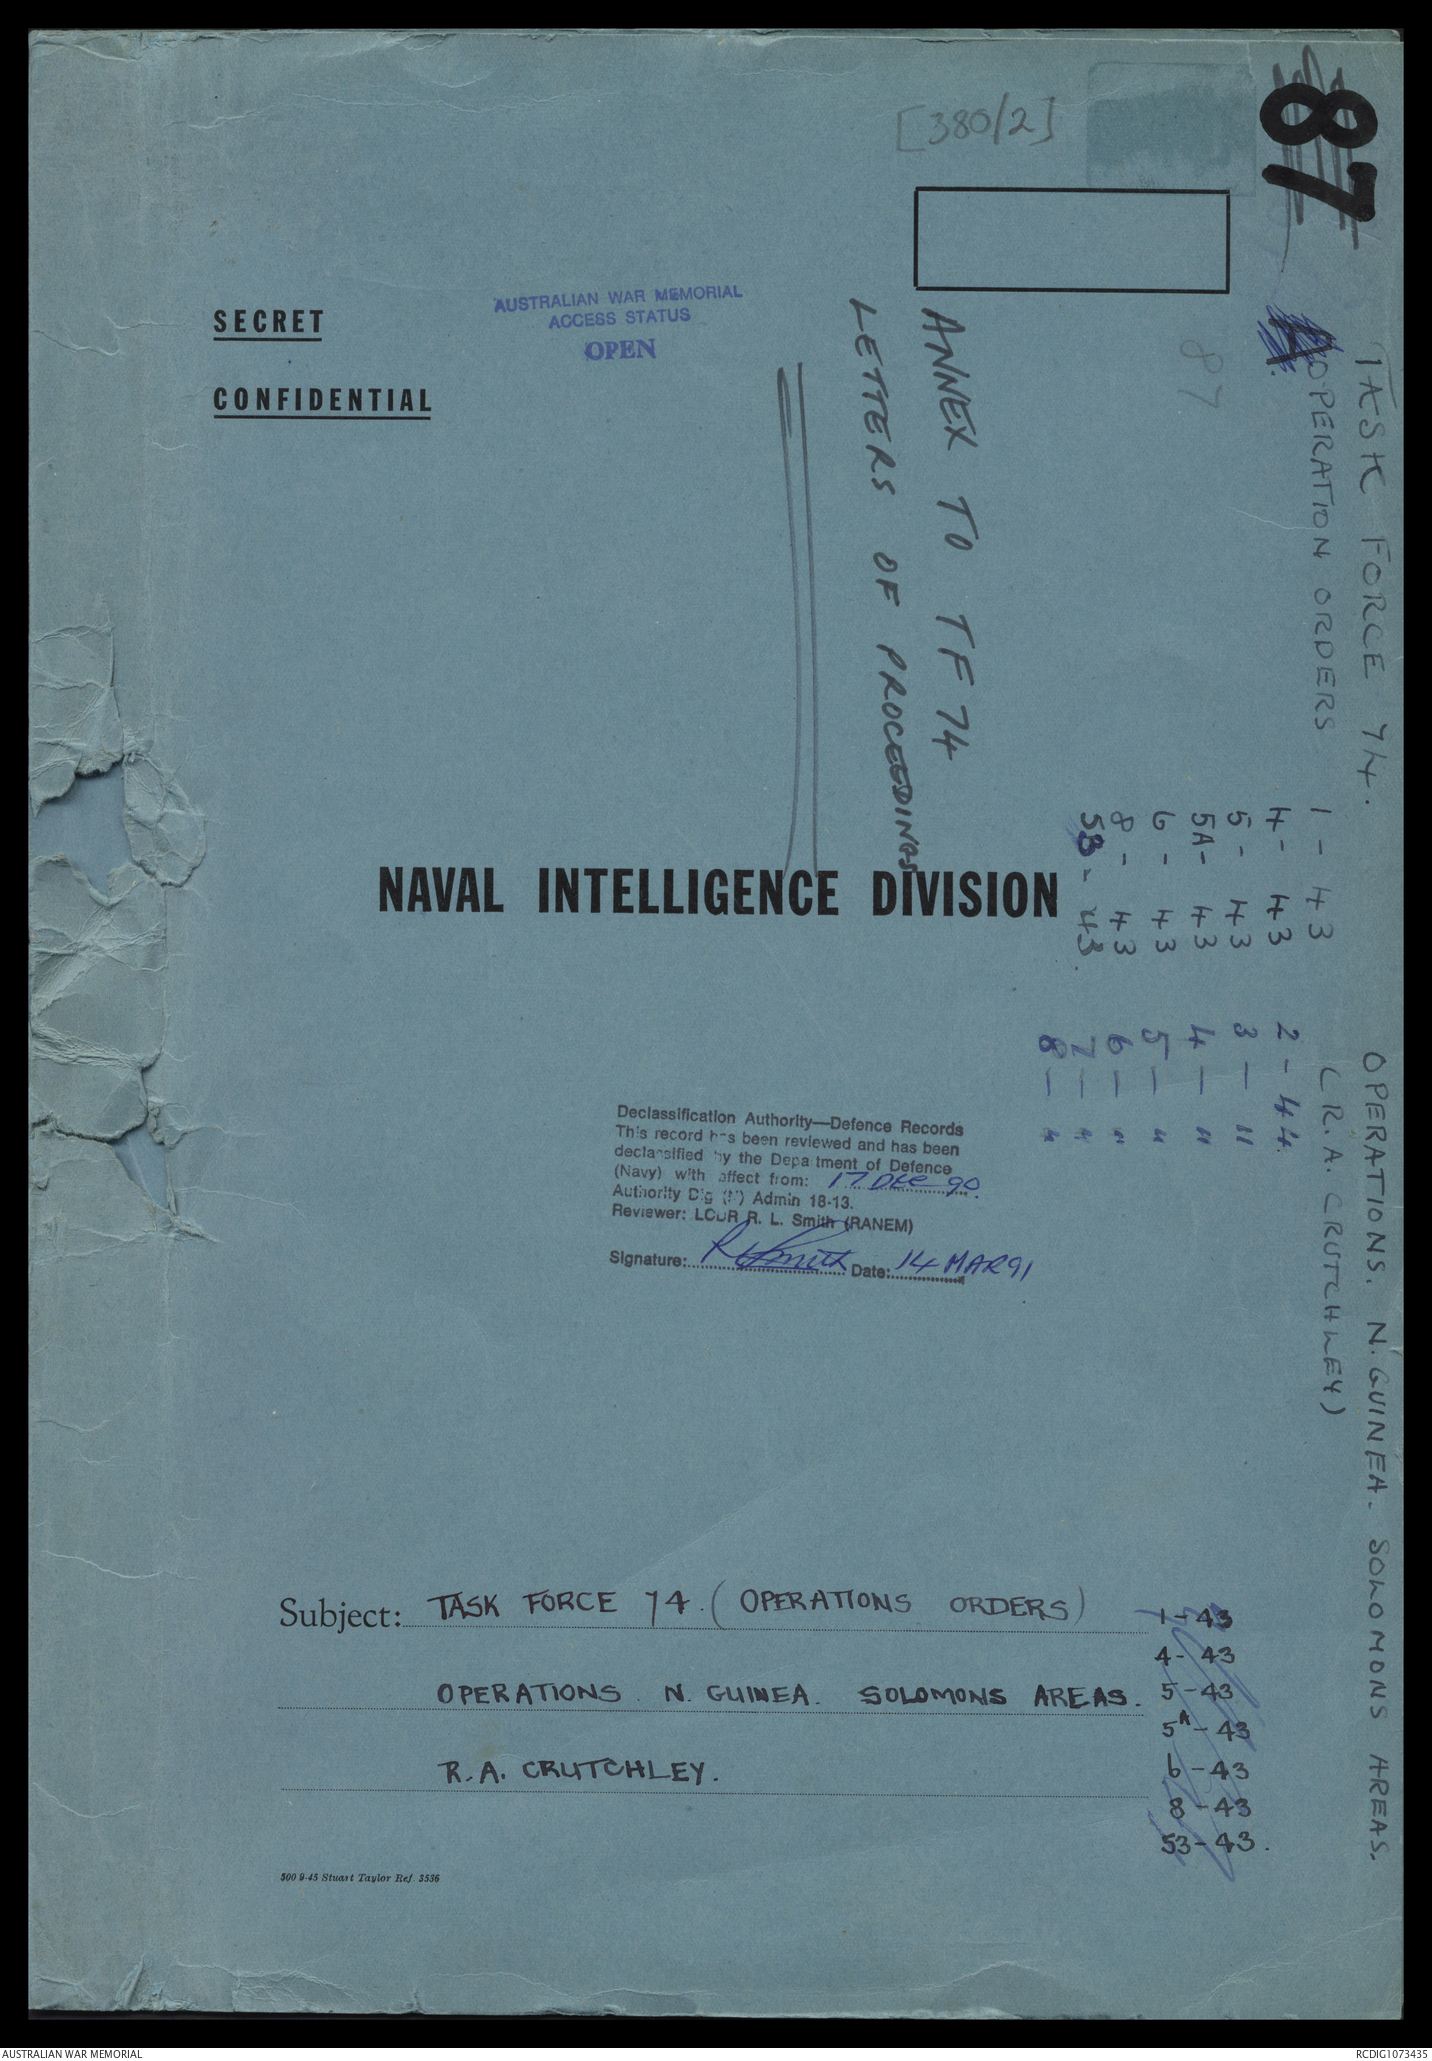 [380/2]
87
SECRET
CONFIDENTIAL
AUSTRALIAN WAR MEMORIAL
ACCESS STATUS
OPEN
87
ANNEX TO TF 74
LETTERS OF PROCEEDINGS
TASK FORCE 74. OPERATIONS. N. GUINEA. SOLOMONS AREAS.
OPERATION ORDERS (R.A. CRUTCHLEY)
1 - 43
4 - 43
5 - 43
5A - 43
6 - 43
8 - 43
53 - 43.
2 - 44
3 — "
4 — "
5 — "
6 — "
7 — "
8 — "
NAVAL INTELLIGENCE DIVISION
Declassification Authority—Defence Records
This record has been reviewed and has been
declassified by the Department of Defence
(Navy) with effect from: 17 DEC 90.
Authority Dig (N) Admin 18-13.
Reviewer: LCDR R. L. Smith (RANEM)
Signature: R L Smith Date: 14 MAR 91
Subject: TASK FORCE 74. (OPERATIONS ORDERS) 1 - 43
4 - 43
OPERATIONS. N. GUINEA. SOLOMONS AREAS. 5 - 43
5A - 43
R.A. CRUTCHLEY. 6 - 43
8 - 43
53 - 43.
500 9-45 Stuart Taylor Ref. 3536
AUSTRALIAN WAR MEMORIAL RCDIG1073435